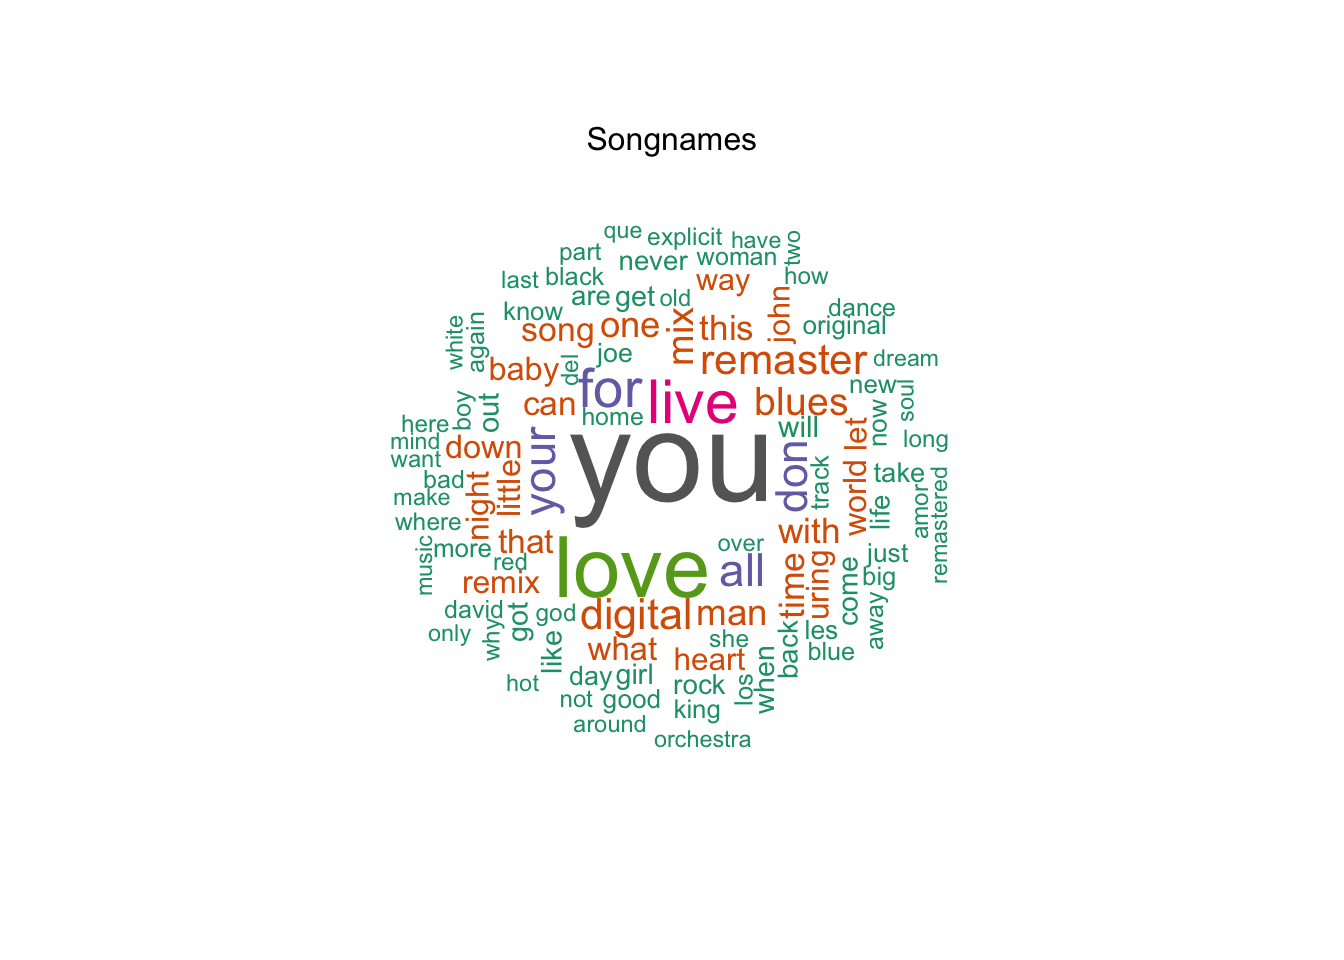 Songnames
que
explicit
have
two
part
never
woman
how
last
black
way
are
get
old
john
dance
know
song
one
mix
this
original
white
again
joe
del
remaster
dream
baby
for
live
blues
new
soul
can
home
will
now
boy
out
here
mind
want
down
your
you
don
let
long
bad
little
track
world
take
make
night
life
amor
remastered
where
that
with
music
more
red
love
over
all
time
uring
just
big
remix
come
away
david
got
god
digital
man
les
only
why
like
what
she
heart
back
blue
hot
day
girl
rock
los
when
not
good
king
around
orchestra